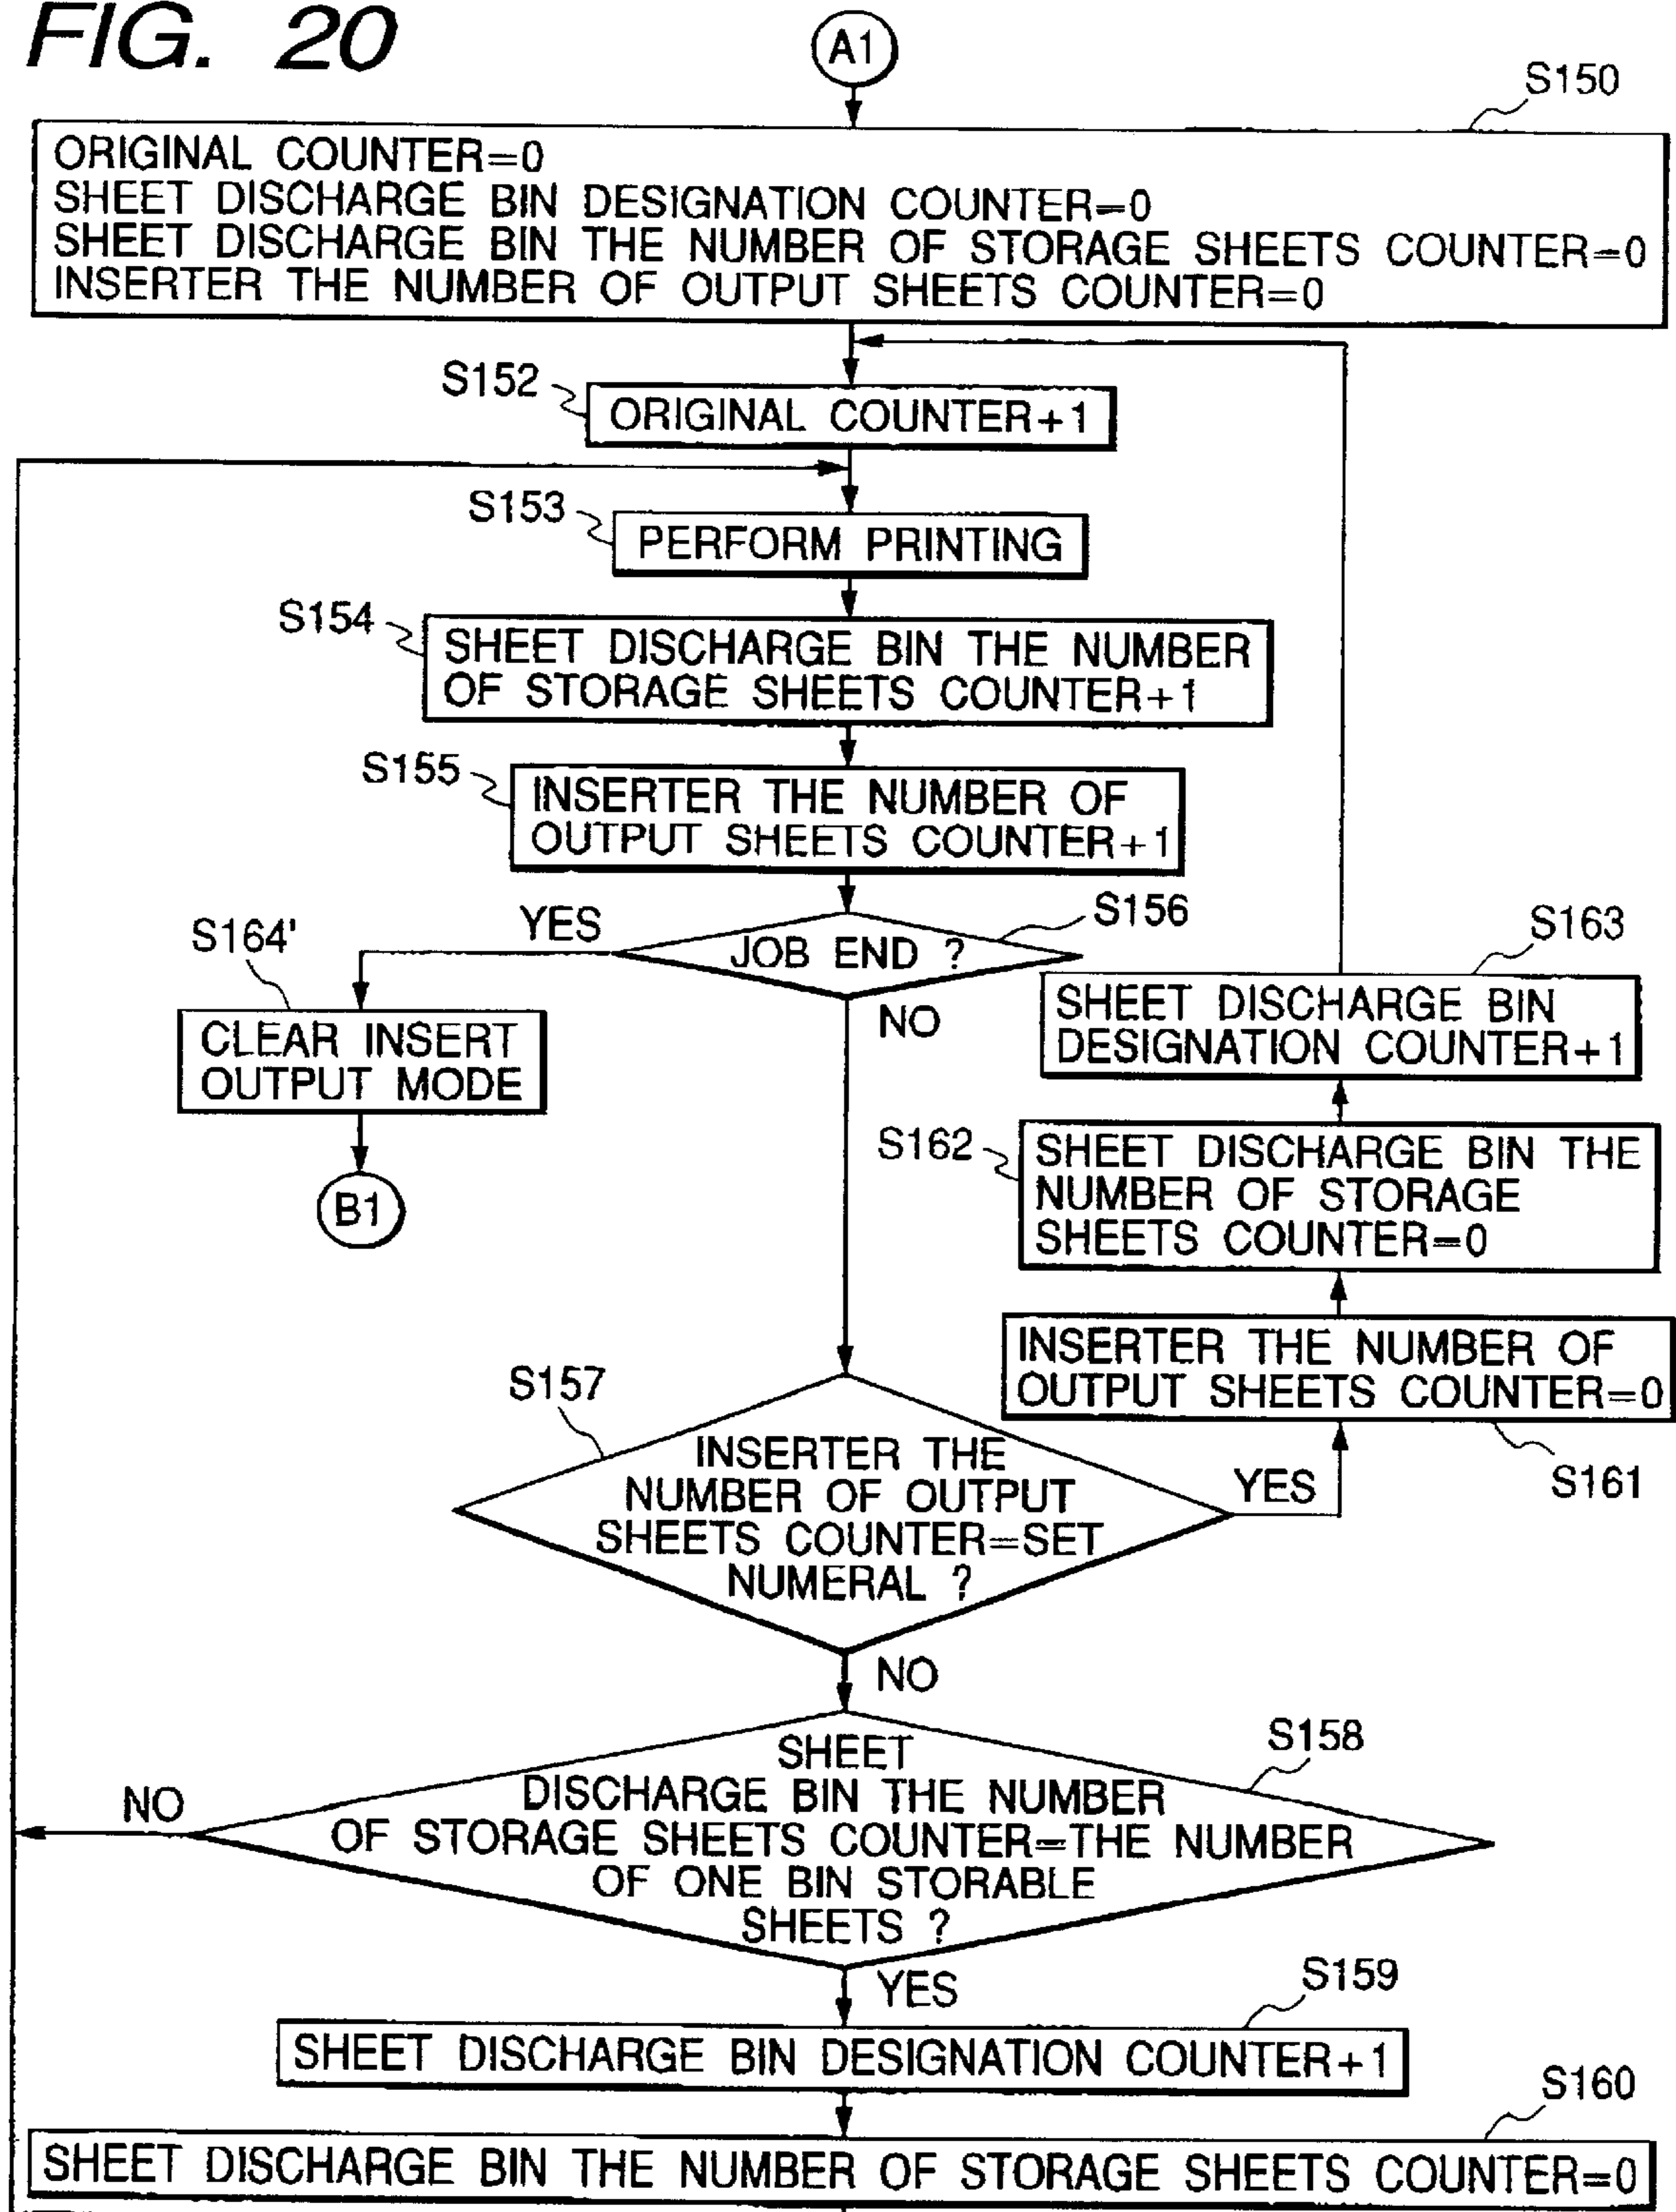 FIG. 20
A1
S150
ORIGINAL COUNTER=0
SHEET DISCHARGE BIN DESIGNATION COUNTER=0
SHEET DISCHARGE BIN THE NUMBER OF STORAGE SHEETS COUNTER=0
INSERTER THE NUMBER OF OUTPUT SHEETS COUNTER=0
S152
ORIGINAL COUNTER+1
S153
PERFORM PRINTING
S154
SHEET DISCHARGE BIN THE NUMBER
OF STORAGE SHEETS COUNTER+1
S155
INSERTER THE NUMBER OF
OUTPUT SHEETS COUNTER+1
S156
JOB END ?
YES
NO
S164'
CLEAR INSERT
OUTPUT MODE
B1
S163
SHEET DISCHARGE BIN
DESIGNATION COUNTER+1
S162
SHEET DISCHARGE BIN THE
NUMBER OF STORAGE
SHEETS COUNTER=0
INSERTER THE NUMBER OF
OUTPUT SHEETS COUNTER=0
S161
S157
INSERTER THE
NUMBER OF OUTPUT
SHEETS COUNTER=SET
NUMERAL ?
YES
NO
S158
SHEET
DISCHARGE BIN THE NUMBER
OF STORAGE SHEETS COUNTER=THE NUMBER
OF ONE BIN STORABLE
SHEETS ?
NO
YES
S159
SHEET DISCHARGE BIN DESIGNATION COUNTER+1
S160
SHEET DISCHARGE BIN THE NUMBER OF STORAGE SHEETS COUNTER=0